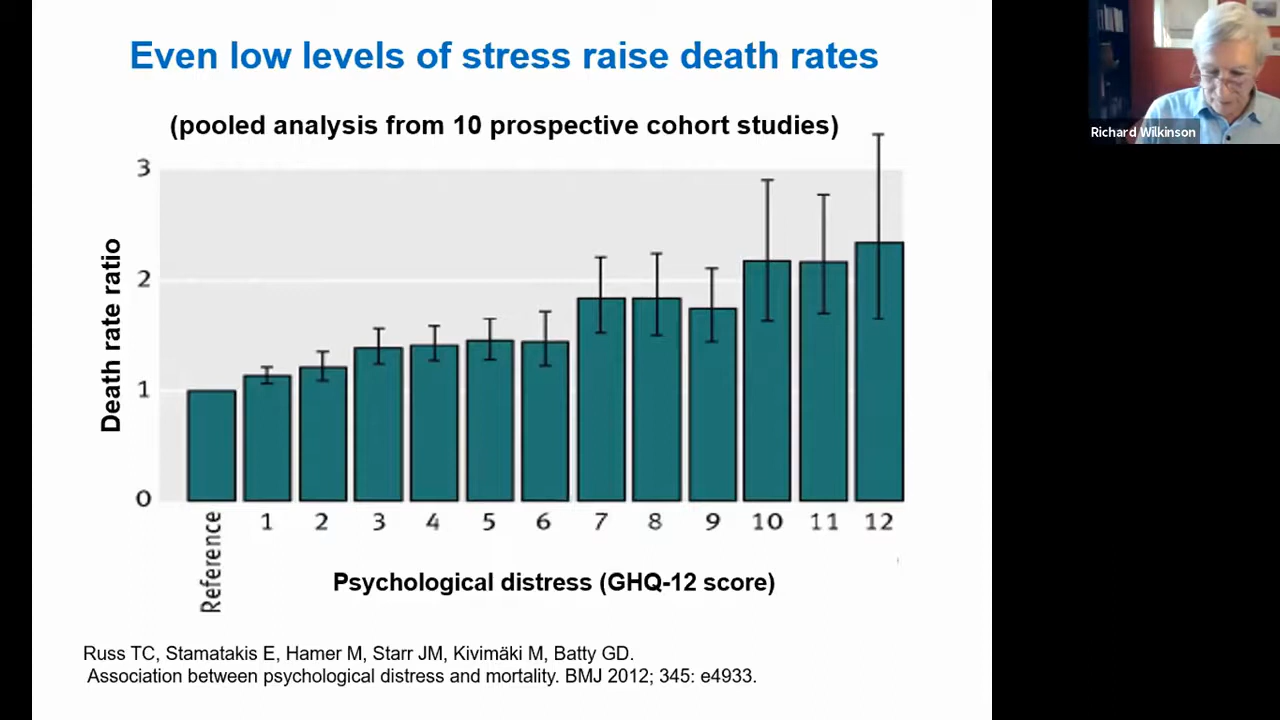 Even low levels of stress raise death rates
(pooled analysis from 10 prospective cohort studies)
Richard Wilkinson
3
2
1
0
Death rate ratio
Reference 1 2 3 4 5 6 7 8 9 10 11 12
Psychological distress (GHQ-12 score)
Russ TC, Stamatakis E, Hamer M, Starr JM, Kivimäki M, Batty GD.
Association between psychological distress and mortality. BMJ 2012; 345: e4933.